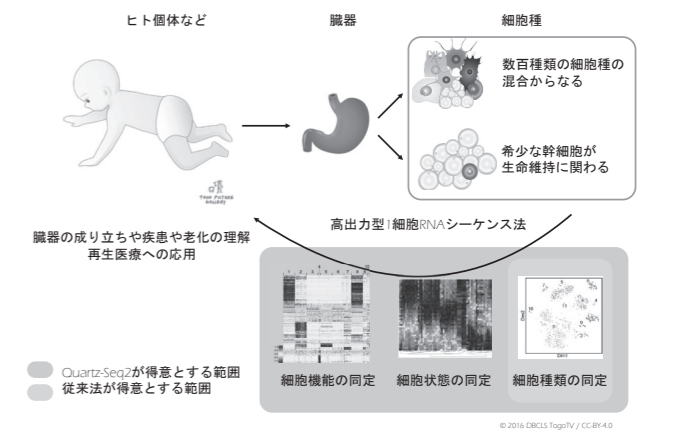 ヒト個体など
臓器
細胞種
数百種類の細胞種の
混合からなる
希少な幹細胞が
生命維持に関わる
TOGO PICTURE
GALLERY
高出力型1細胞RNAシーケンス法
臓器の成り立ちや疾患や老化の理解
再生医療への応用
細胞機能の同定
細胞状態の同定
細胞種類の同定
Quartz-Seq2が得意とする範囲
従来法が得意とする範囲
© 2016 DBCLS TogoTV / CC-BY-4.0